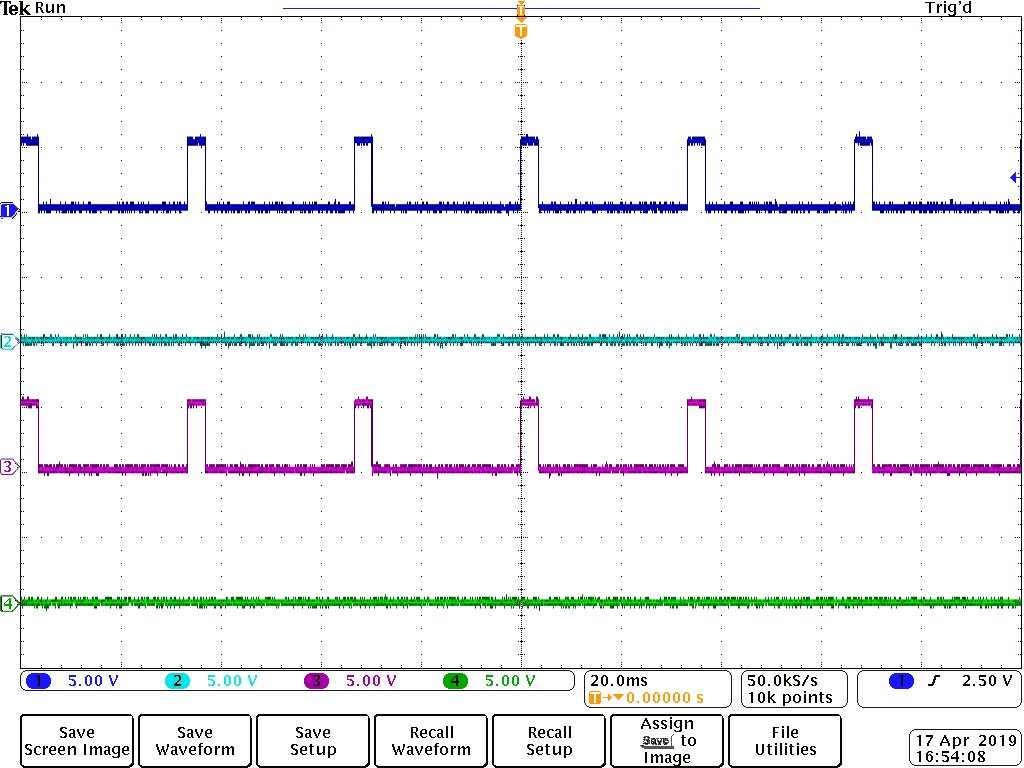 Tek Run Trig'd
T
T
1
2
3
4
1 5.00 V 2 5.00 V 3 5.00 V 4 5.00 V
20.0ms
T→▼0.00000 s
50.0kS/s
10k points
1 2.50 V
Save
Screen Image
Save
Waveform
Save
Setup
Recall
Waveform
Recall
Setup
Assign
Save to
Image
File
Utilities
17 Apr 2019
16:54:08